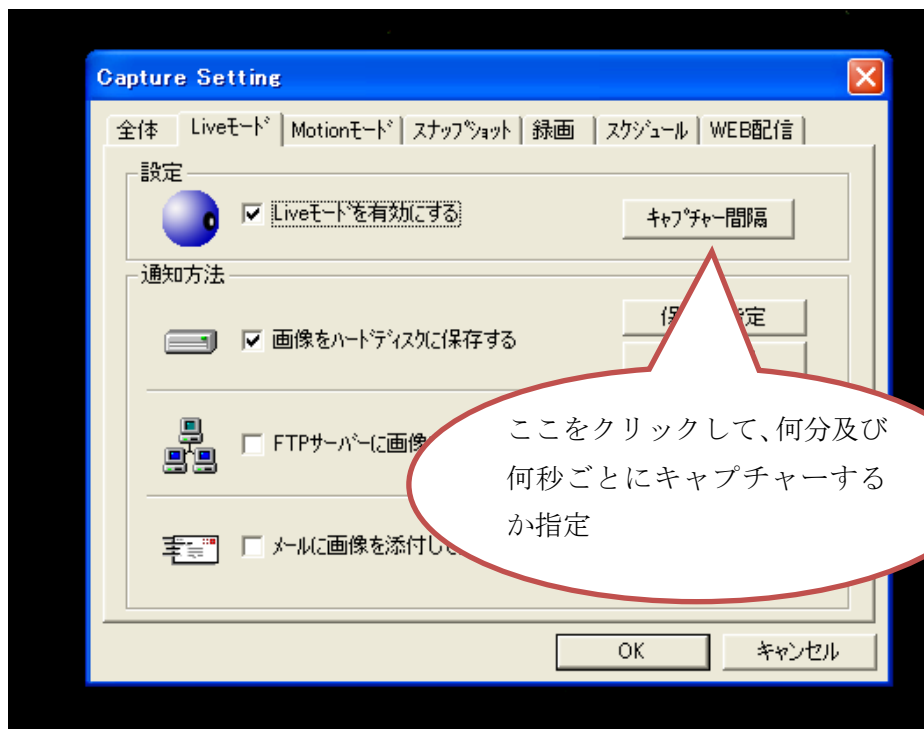 Capture Setting
全体 Liveモード Motionモード スナップショット 録画 スケジュール WEB配信
設定
Liveモードを有効にする
キャプチャー間隔
通知方法
画像をハードディスクに保存する
定
FTPサーバーに画像
メールに画像を添付し
ここをクリックして、何分及び
何秒ごとにキャプチャーする
か指定
OK キャンセル